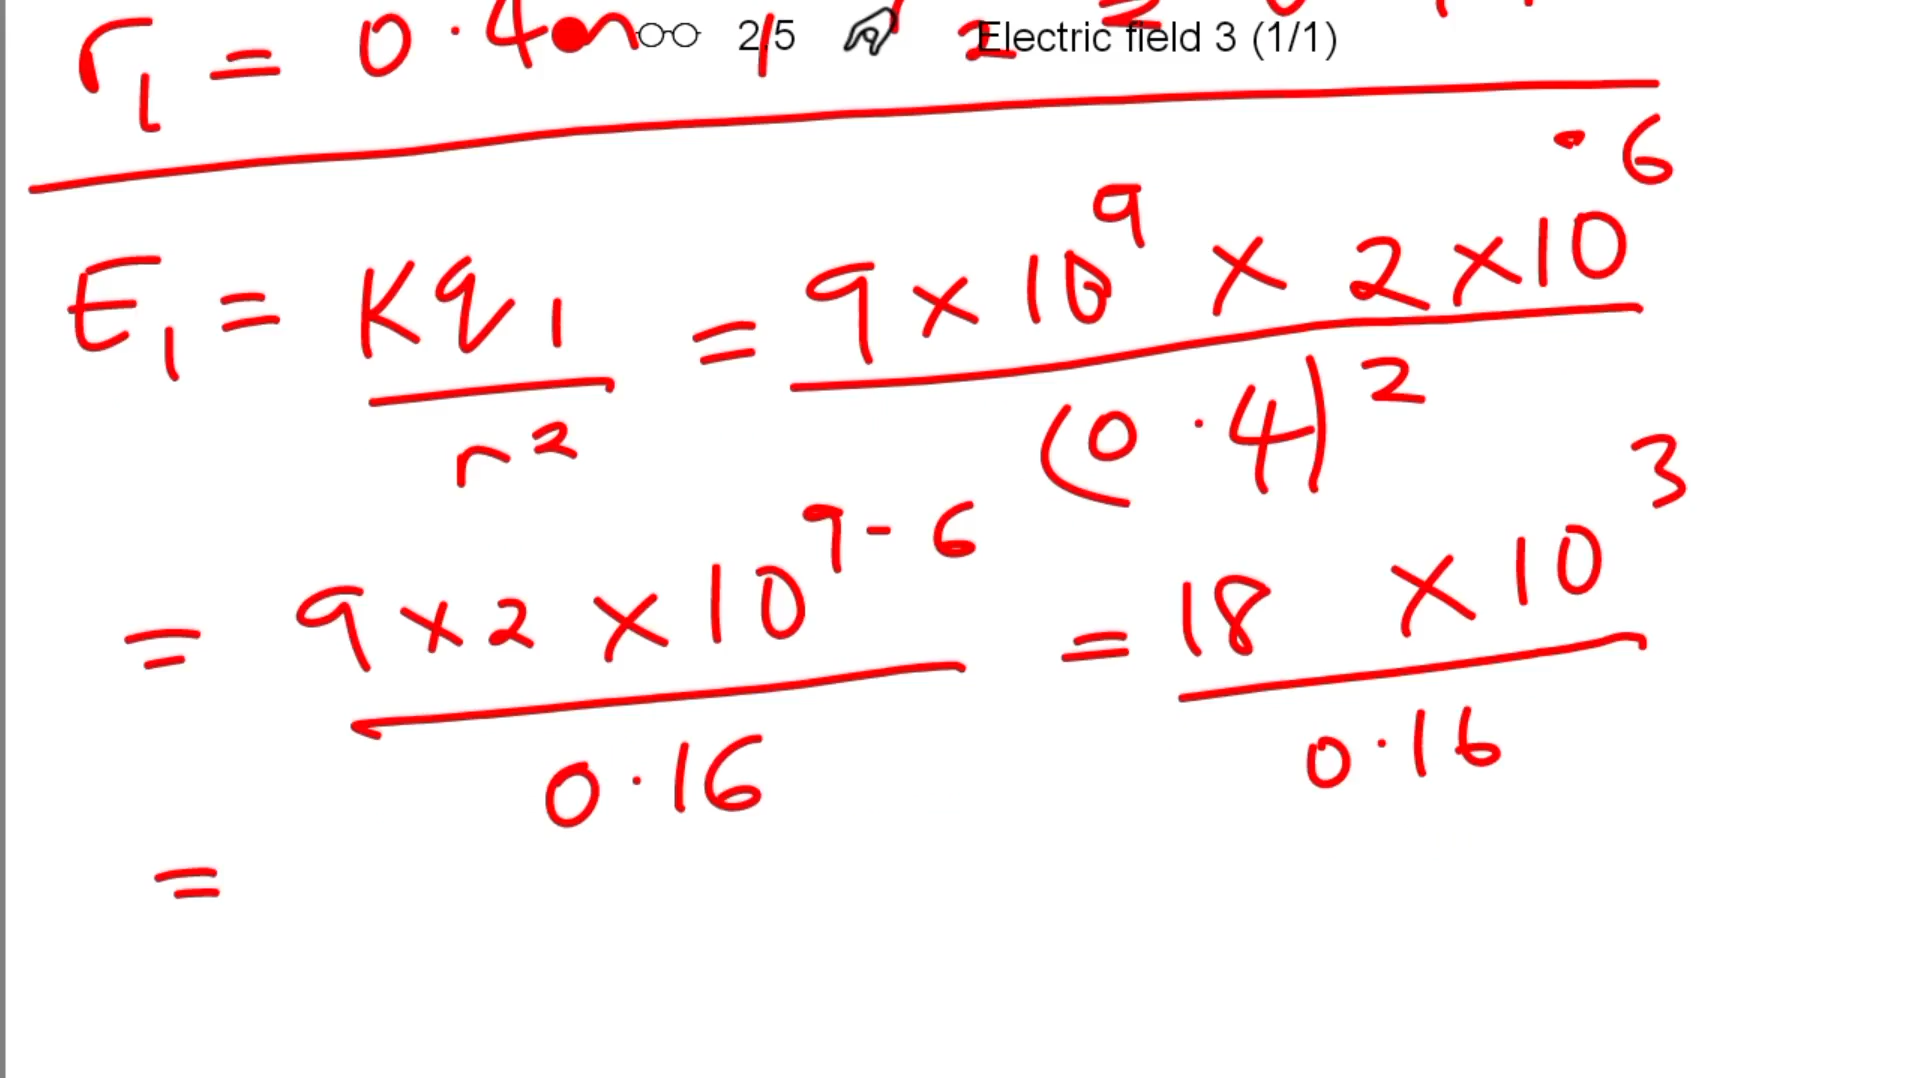 r₁ = 0.4m
2/5
Electric field 3 (1/1)
E₁ = Kq₁/r² = 9×10⁹ × 2×10⁻⁶/(0.4)²
= 9×2×10⁹⁻⁶/0.16 = 18 ×10³/0.16
=